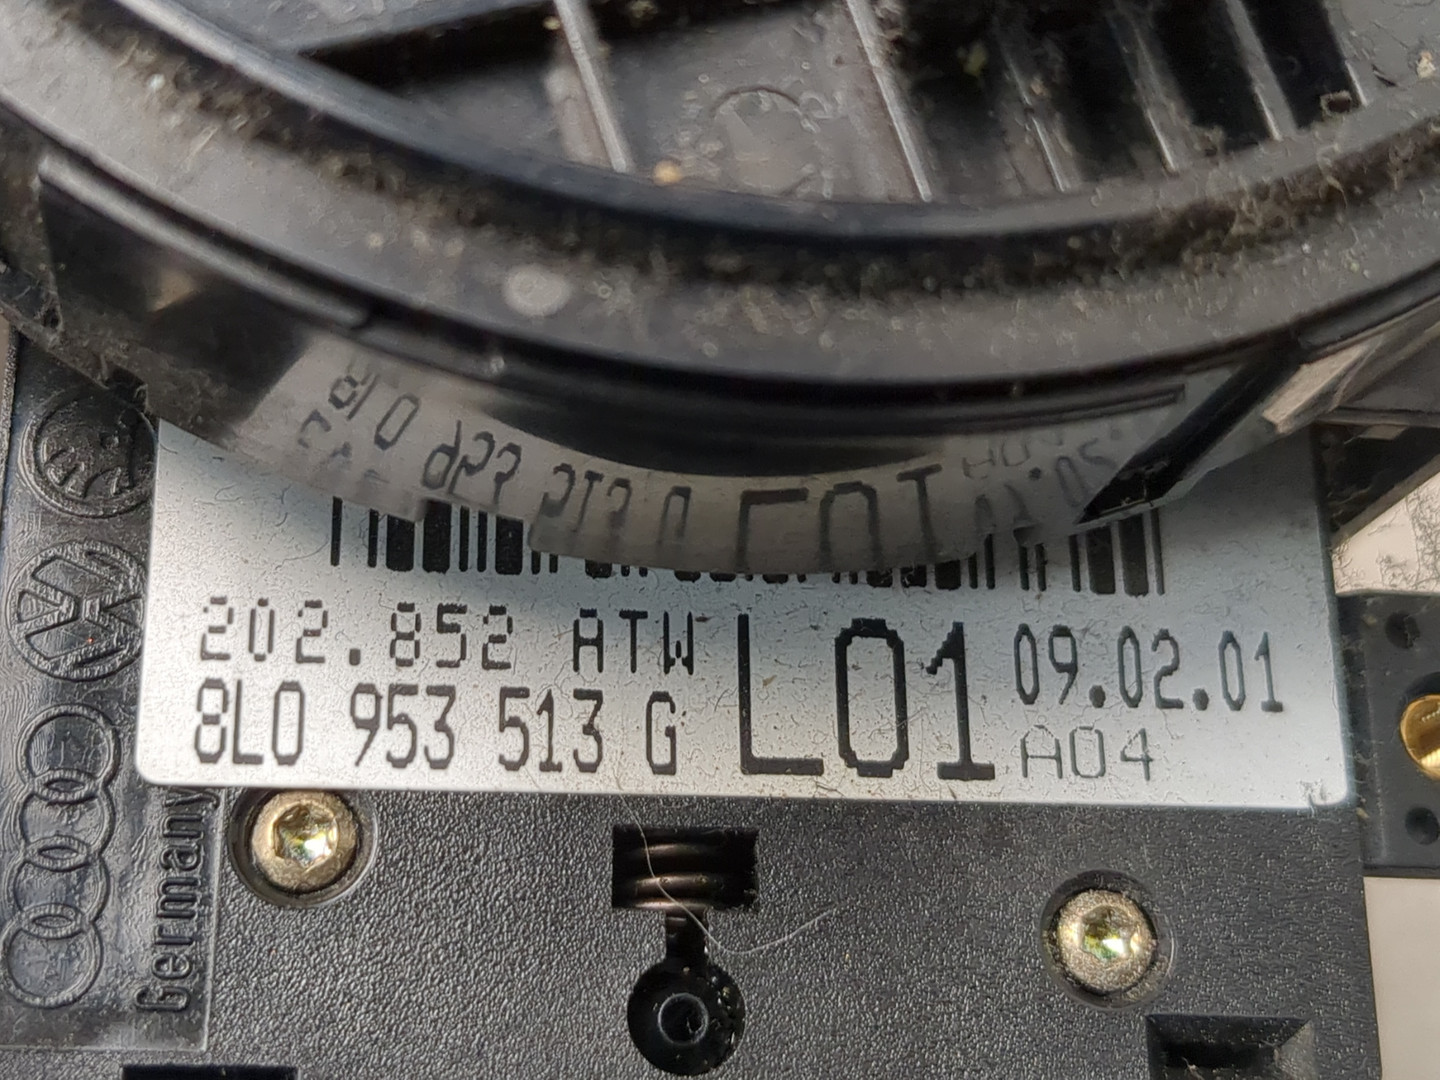 202.852 ATW L01 09.02.01
8L0 953 513 G A04
Germany